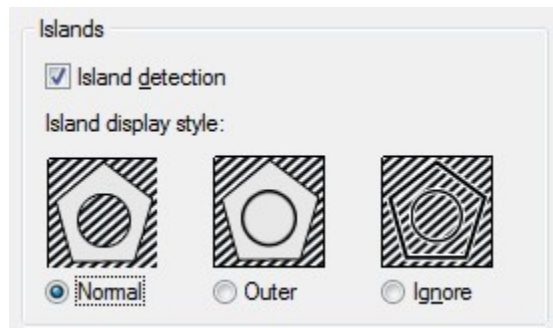 Islands
Island detection
Island display style:
Normal Outer Ignore